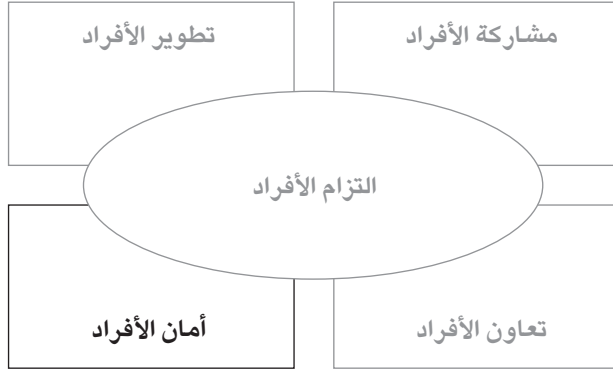 مشاركة الأفراد
تطوير الأفراد
التزام الأفراد
تعاون الأفراد
أمان الأفراد